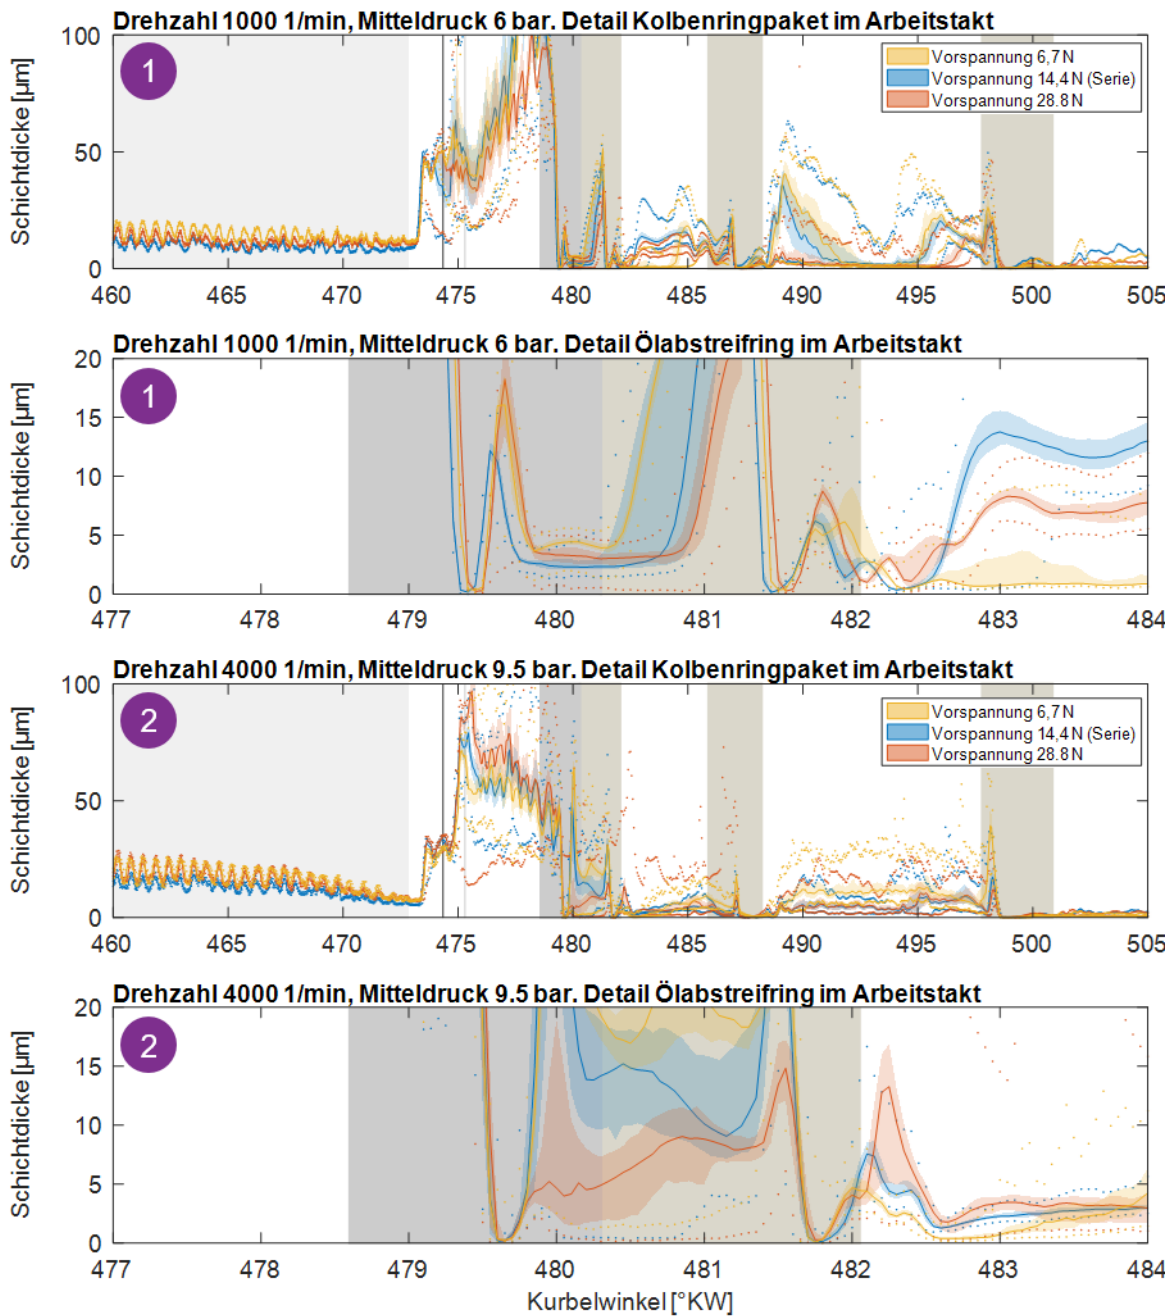 Drehzahl 1000 1/min, Mitteldruck 6 bar. Detail Kolbenringpaket im Arbeitstakt
1
Schichtdicke [µm]
100
50
0
Vorspannung 6,7 N
Vorspannung 14,4 N (Serie)
Vorspannung 28.8 N
460 465 470 475 480 485 490 495 500 505
Drehzahl 1000 1/min, Mitteldruck 6 bar. Detail Ölabstreifring im Arbeitstakt
1
Schichtdicke [µm]
20
15
10
5
0
477 478 479 480 481 482 483 484
Drehzahl 4000 1/min, Mitteldruck 9.5 bar. Detail Kolbenringpaket im Arbeitstakt
2
Schichtdicke [µm]
100
50
0
Vorspannung 6,7 N
Vorspannung 14,4 N (Serie)
Vorspannung 28.8 N
460 465 470 475 480 485 490 495 500 505
Drehzahl 4000 1/min, Mitteldruck 9.5 bar. Detail Ölabstreifring im Arbeitstakt
2
Schichtdicke [µm]
20
15
10
5
0
477 478 479 480 481 482 483 484
Kurbelwinkel [°KW]